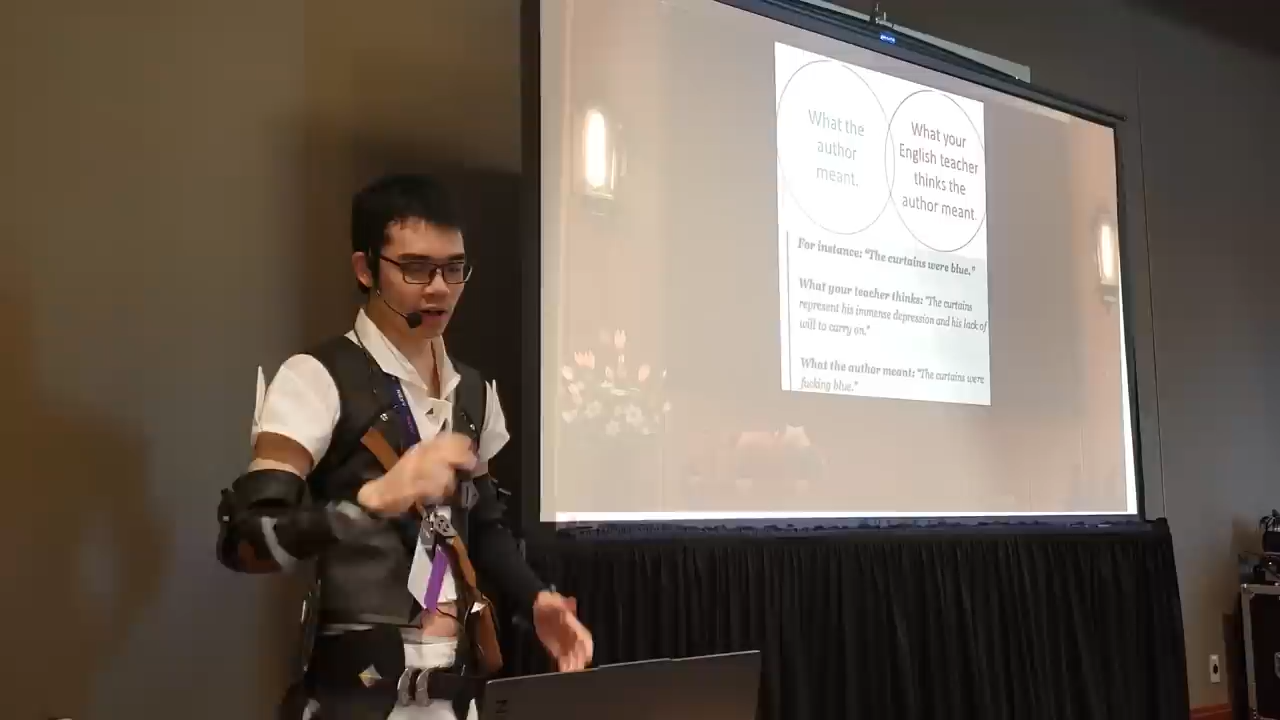 What the
author
meant.
What your
English teacher
thinks the
author meant.
For instance: "The curtains were blue."
What your teacher thinks: "The curtains
represent his immense depression and his lack of
will to carry on."
What the author meant: "The curtains were
fucking blue."